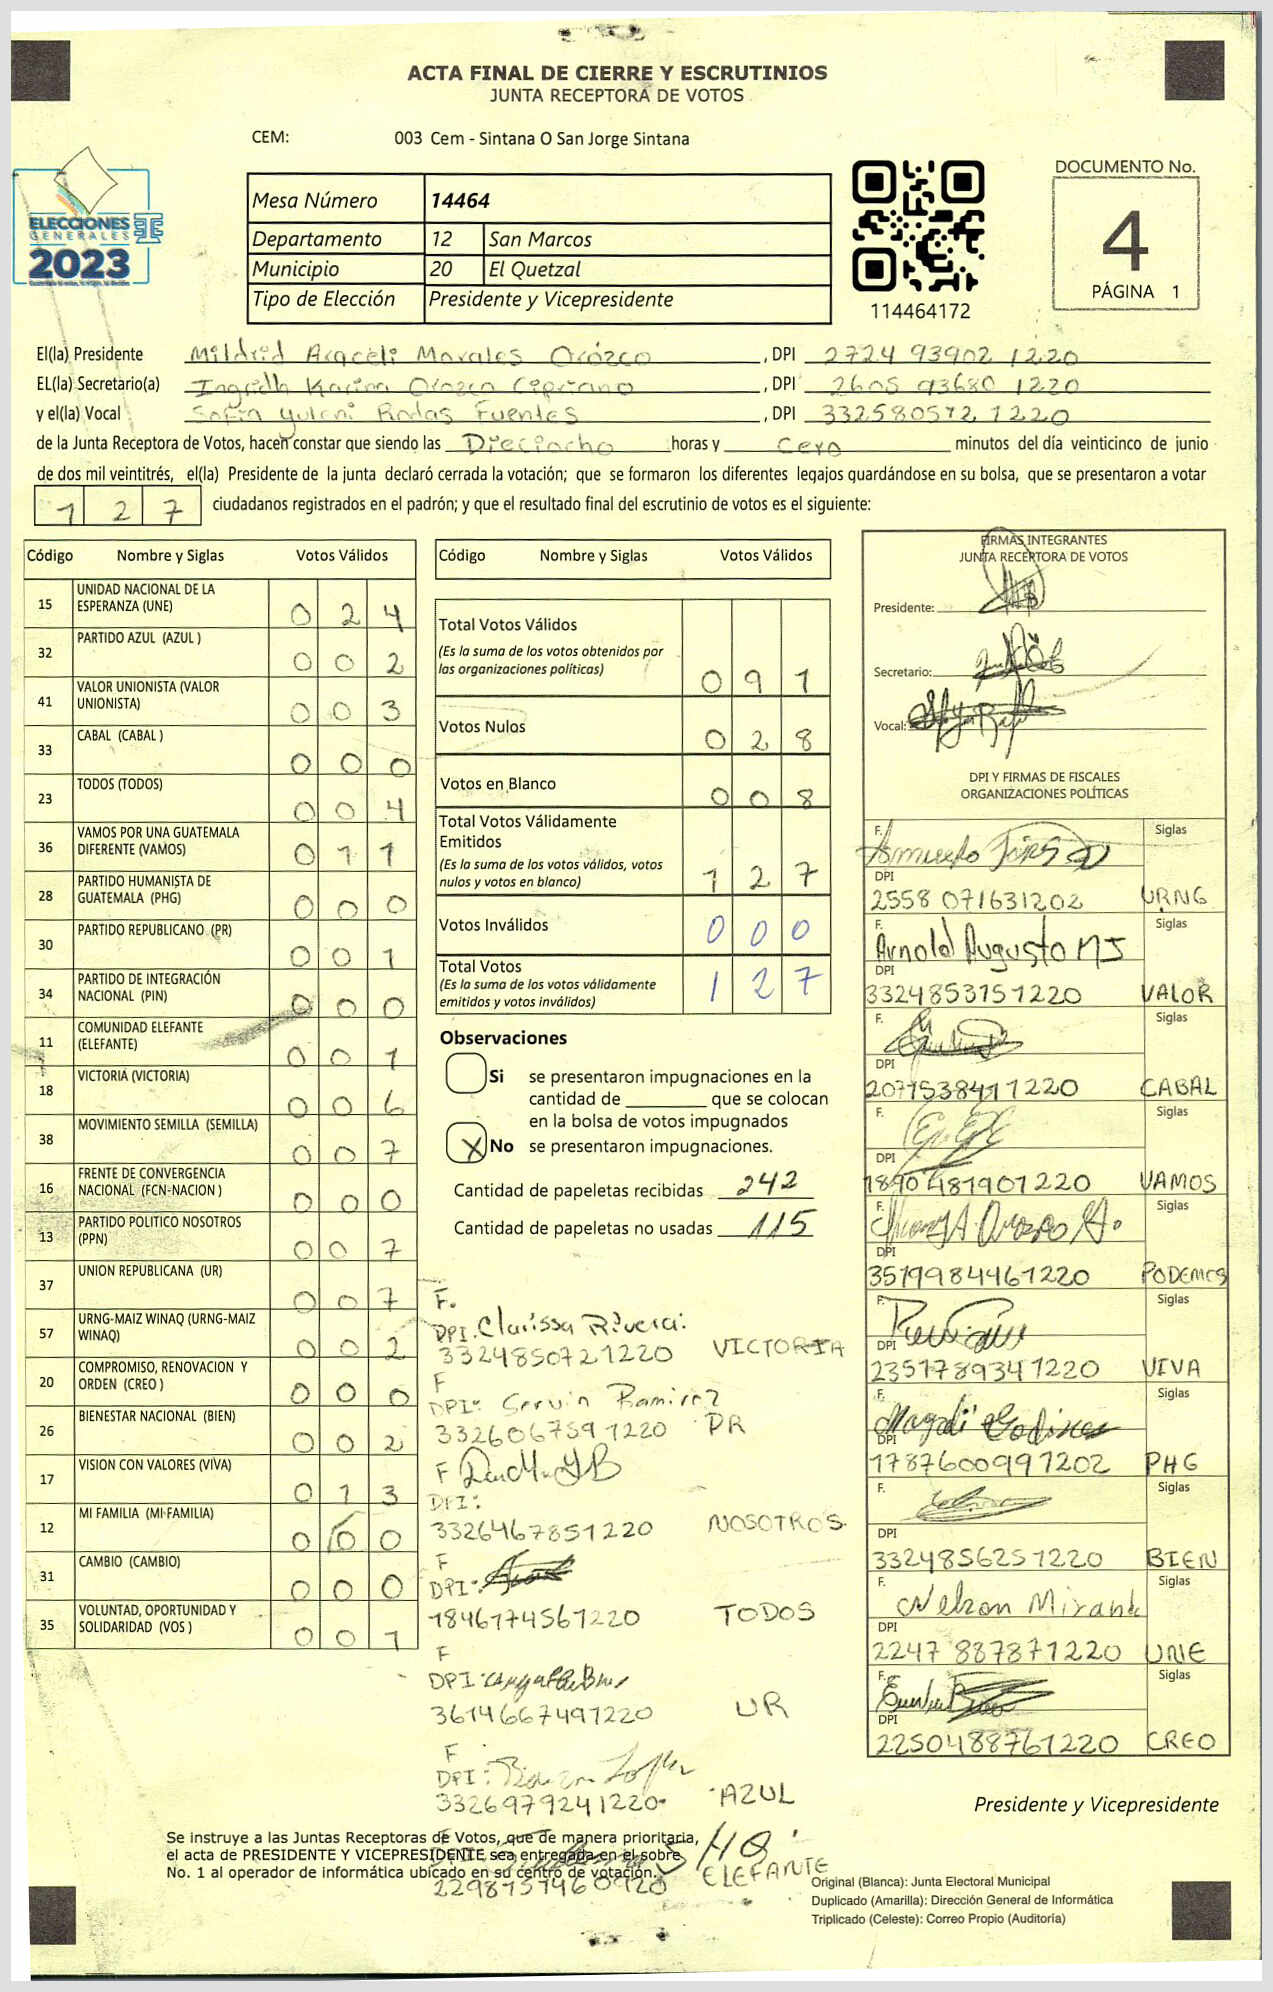 ACTA FINAL DE CIERRE Y ESCRUTINIOS
JUNTA RECEPTORA DE VOTOS
CEM: 003 Cem - Sintana O San Jorge Sintana
ELECCIONES
GENERALES
2023
Mesa Número 14464
Departamento 12 San Marcos
Municipio 20 El Quetzal
Tipo de Elección Presidente y Vicepresidente
114464172
DOCUMENTO No.
4
PÁGINA 1
El(la) Presidente Mildrid Araceli Morales Orózco , DPI 2724 93902 1220
EL(la) Secretario(a) Ingridh Karina Orozco Cipriano , DPI 2605 93680 1220
y el(la) Vocal Sofia Yuleni Rodas Fuentes , DPI 332580572 1220
de la Junta Receptora de Votos, hacen constar que siendo las Dieciocho horas y Cero minutos del día veinticinco de junio
de dos mil veintitrés, el(la) Presidente de la junta declaró cerrada la votación; que se formaron los diferentes legajos guardándose en su bolsa, que se presentaron a votar
127 ciudadanos registrados en el padrón; y que el resultado final del escrutinio de votos es el siguiente:
Código Nombre y Siglas Votos Válidos
15 UNIDAD NACIONAL DE LA ESPERANZA (UNE) 0 2 4
32 PARTIDO AZUL (AZUL ) 0 0 2
41 VALOR UNIONISTA (VALOR UNIONISTA) 0 0 3
33 CABAL (CABAL ) 0 0 0
23 TODOS (TODOS) 0 0 4
36 VAMOS POR UNA GUATEMALA DIFERENTE (VAMOS) 0 1 1
28 PARTIDO HUMANISTA DE GUATEMALA (PHG) 0 0 0
30 PARTIDO REPUBLICANO (PR) 0 0 1
34 PARTIDO DE INTEGRACIÓN NACIONAL (PIN) 0 0 0
11 COMUNIDAD ELEFANTE (ELEFANTE) 0 0 1
18 VICTORIA (VICTORIA) 0 0 6
38 MOVIMIENTO SEMILLA (SEMILLA) 0 0 7
16 FRENTE DE CONVERGENCIA NACIONAL (FCN-NACION ) 0 0 0
13 PARTIDO POLITICO NOSOTROS (PPN) 0 0 7
37 UNION REPUBLICANA (UR) 0 0 7
57 URNG-MAIZ WINAQ (URNG-MAIZ WINAQ) 0 0 2
20 COMPROMISO, RENOVACION Y ORDEN (CREO ) 0 0 0
26 BIENESTAR NACIONAL (BIEN) 0 0 2
17 VISION CON VALORES (VIVA) 0 1 3
12 MI FAMILIA (MI FAMILIA) 0 0 0
31 CAMBIO (CAMBIO) 0 0 0
35 VOLUNTAD, OPORTUNIDAD Y SOLIDARIDAD (VOS ) 0 0 1
Código Nombre y Siglas Votos Válidos
Total Votos Válidos
(Es la suma de los votos obtenidos por
las organizaciones políticas) 0 9 1
Votos Nulos 0 2 8
Votos en Blanco 0 0 8
Total Votos Válidamente
Emitidos
(Es la suma de los votos válidos, votos
nulos y votos en blanco) 1 2 7
Votos Inválidos 0 0 0
Total Votos
(Es la suma de los votos válidamente
emitidos y votos inválidos) 1 2 7
Observaciones
Si se presentaron impugnaciones en la
cantidad de ________ que se colocan
en la bolsa de votos impugnados
X No se presentaron impugnaciones.
Cantidad de papeletas recibidas 242
Cantidad de papeletas no usadas 115
F.
DPI. Clarissa Rivera.
3324850721220 VICTORIA
F
DPI: Servin Ramirez
3326067591220 PR
F
DPI:
3326467851220 NOSOTROS
F
DPI:
1846174561220 TODOS
F
DPI:
3614667491220 UR
F
DPI:
3326979241220 AZUL
DPI:
2298757460920 ELEFANTE
FIRMAS INTEGRANTES
JUNTA RECEPTORA DE VOTOS
Presidente:
Secretario:
Vocal:
DPI Y FIRMAS DE FISCALES
ORGANIZACIONES POLÍTICAS
F. Siglas
DPI
2558 071631202 URNG
F. Arnold Augusto MJ Siglas
DPI
3324853151220 VALOR
F. Siglas
DPI
2071538411220 CABAL
F. Siglas
DPI
1890481901220 VAMOS
F. Siglas
DPI
3519984461220 PODEMOS
F. Siglas
DPI
2351789341220 VIVA
F. Magdi Godinez Siglas
DPI
1787600991202 PHG
F. Siglas
DPI
3324856251220 BIEN
F. Nelson Miranda Siglas
DPI
2247 887871220 UNE
F. Siglas
DPI
2250488761220 CREO
Presidente y Vicepresidente
Se instruye a las Juntas Receptoras de Votos, que de manera prioritaria,
el acta de PRESIDENTE Y VICEPRESIDENTE sea entregada en el sobre
No. 1 al operador de informática ubicado en su centro de votación.
Original (Blanca): Junta Electoral Municipal
Duplicado (Amarilla): Dirección General de Informática
Triplicado (Celeste): Correo Propio (Auditoría)